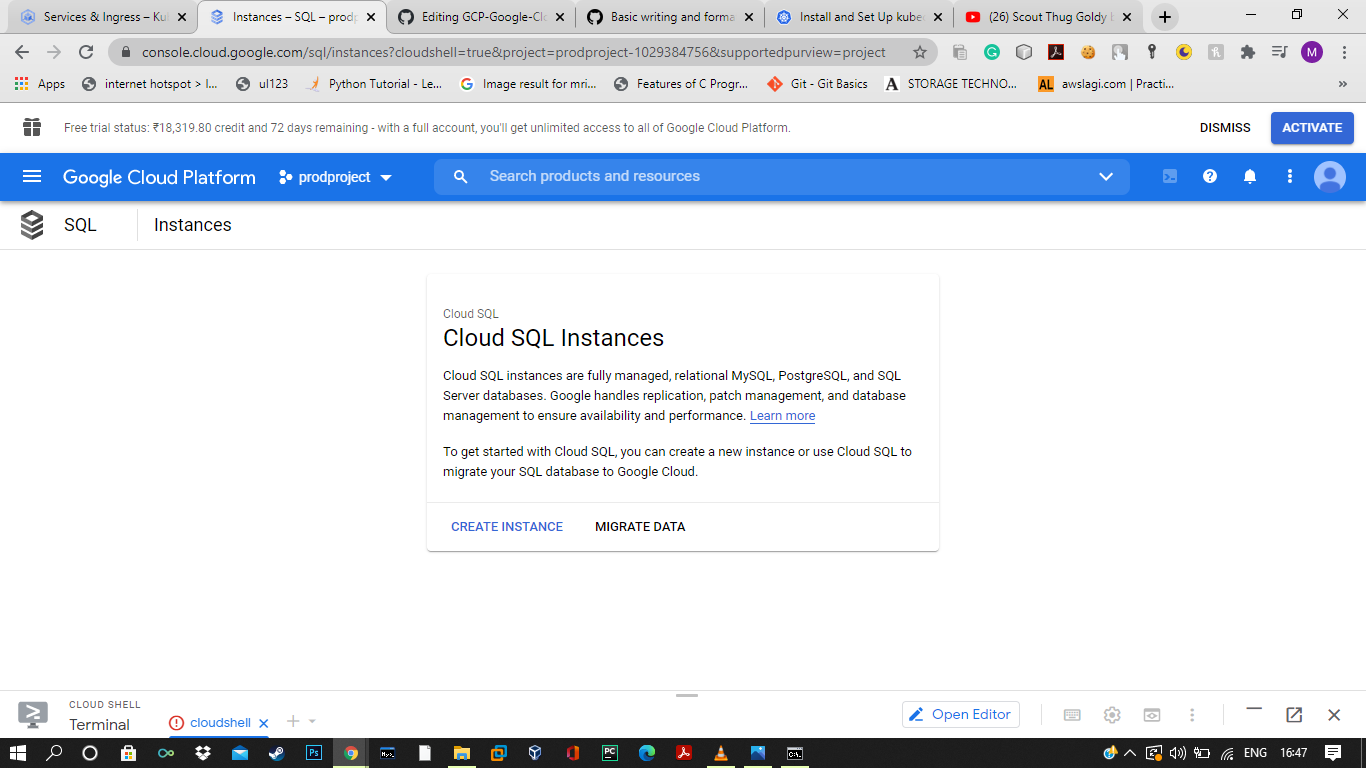 Services & Ingress – Ku
Instances – SQL – prod
Editing GCP-Google-Cl
Basic writing and forma
Install and Set Up kube
(26) Scout Thug Goldy
console.cloud.google.com/sql/instances?cloudshell=true&project=prodproject-1029384756&supportedpurview=project
M
Apps
internet hotspot > I...
ul123
Python Tutorial - Le...
Image result for mri...
Features of C Progr...
Git - Git Basics
A
STORAGE TECHNO...
AL
awslagi.com | Practi...
»
Free trial status: ₹18,319.80 credit and 72 days remaining - with a full account, you'll get unlimited access to all of Google Cloud Platform.
DISMISS
ACTIVATE
Google Cloud Platform
prodproject
Search products and resources
SQL
Instances
Cloud SQL
Cloud SQL Instances
Cloud SQL instances are fully managed, relational MySQL, PostgreSQL, and SQL
Server databases. Google handles replication, patch management, and database
management to ensure availability and performance. Learn more
To get started with Cloud SQL, you can create a new instance or use Cloud SQL to
migrate your SQL database to Google Cloud.
CREATE INSTANCE
MIGRATE DATA
CLOUD SHELL
Terminal
cloudshell
Open Editor
Ps
PC
ENG
16:47